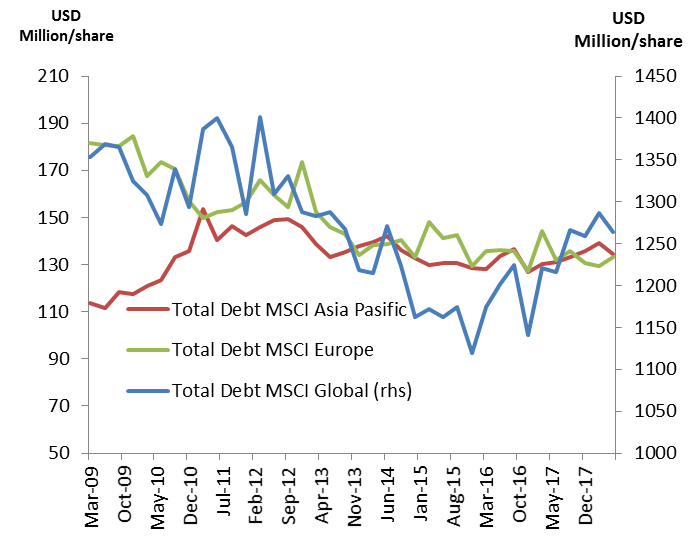 USD
Million/share
USD
Million/share
210
190
170
150
130
110
90
70
50
1450
1400
1350
1300
1250
1200
1150
1100
1050
1000
Total Debt MSCI Asia Pasific
Total Debt MSCI Europe
Total Debt MSCI Global (rhs)
Mar-09
Oct-09
May-10
Dec-10
Jul-11
Feb-12
Sep-12
Apr-13
Nov-13
Jun-14
Jan-15
Aug-15
Mar-16
Oct-16
May-17
Dec-17